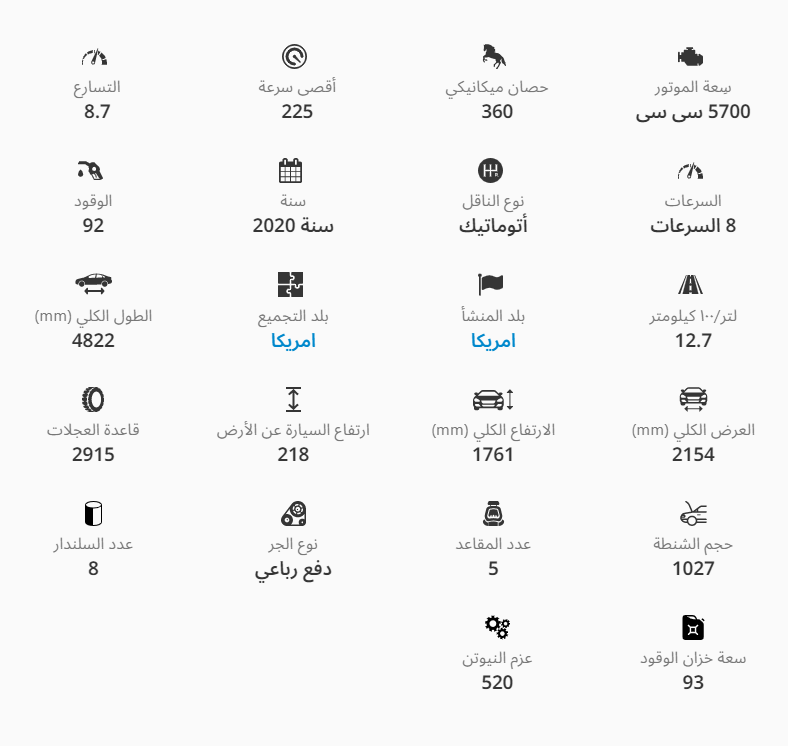 سِعة الموتور
5700 سى سى
حصان ميكانيكي
360
أقصى سرعة
225
التسارع
8.7
السرعات
8 السرعات
نوع الناقل
أتوماتيك
سنة
سنة 2020
الوقود
92
لتر/١٠٠ كيلومتر
12.7
بلد المنشأ
امريكا
بلد التجميع
امريكا
الطول الكلي (mm)
4822
العرض الكلي (mm)
2154
الارتفاع الكلي (mm)
1761
ارتفاع السيارة عن الأرض
218
قاعدة العجلات
2915
حجم الشنطة
1027
عدد المقاعد
5
نوع الجر
دفع رباعي
عدد السلندار
8
سعة خزان الوقود
93
عزم النيوتن
520